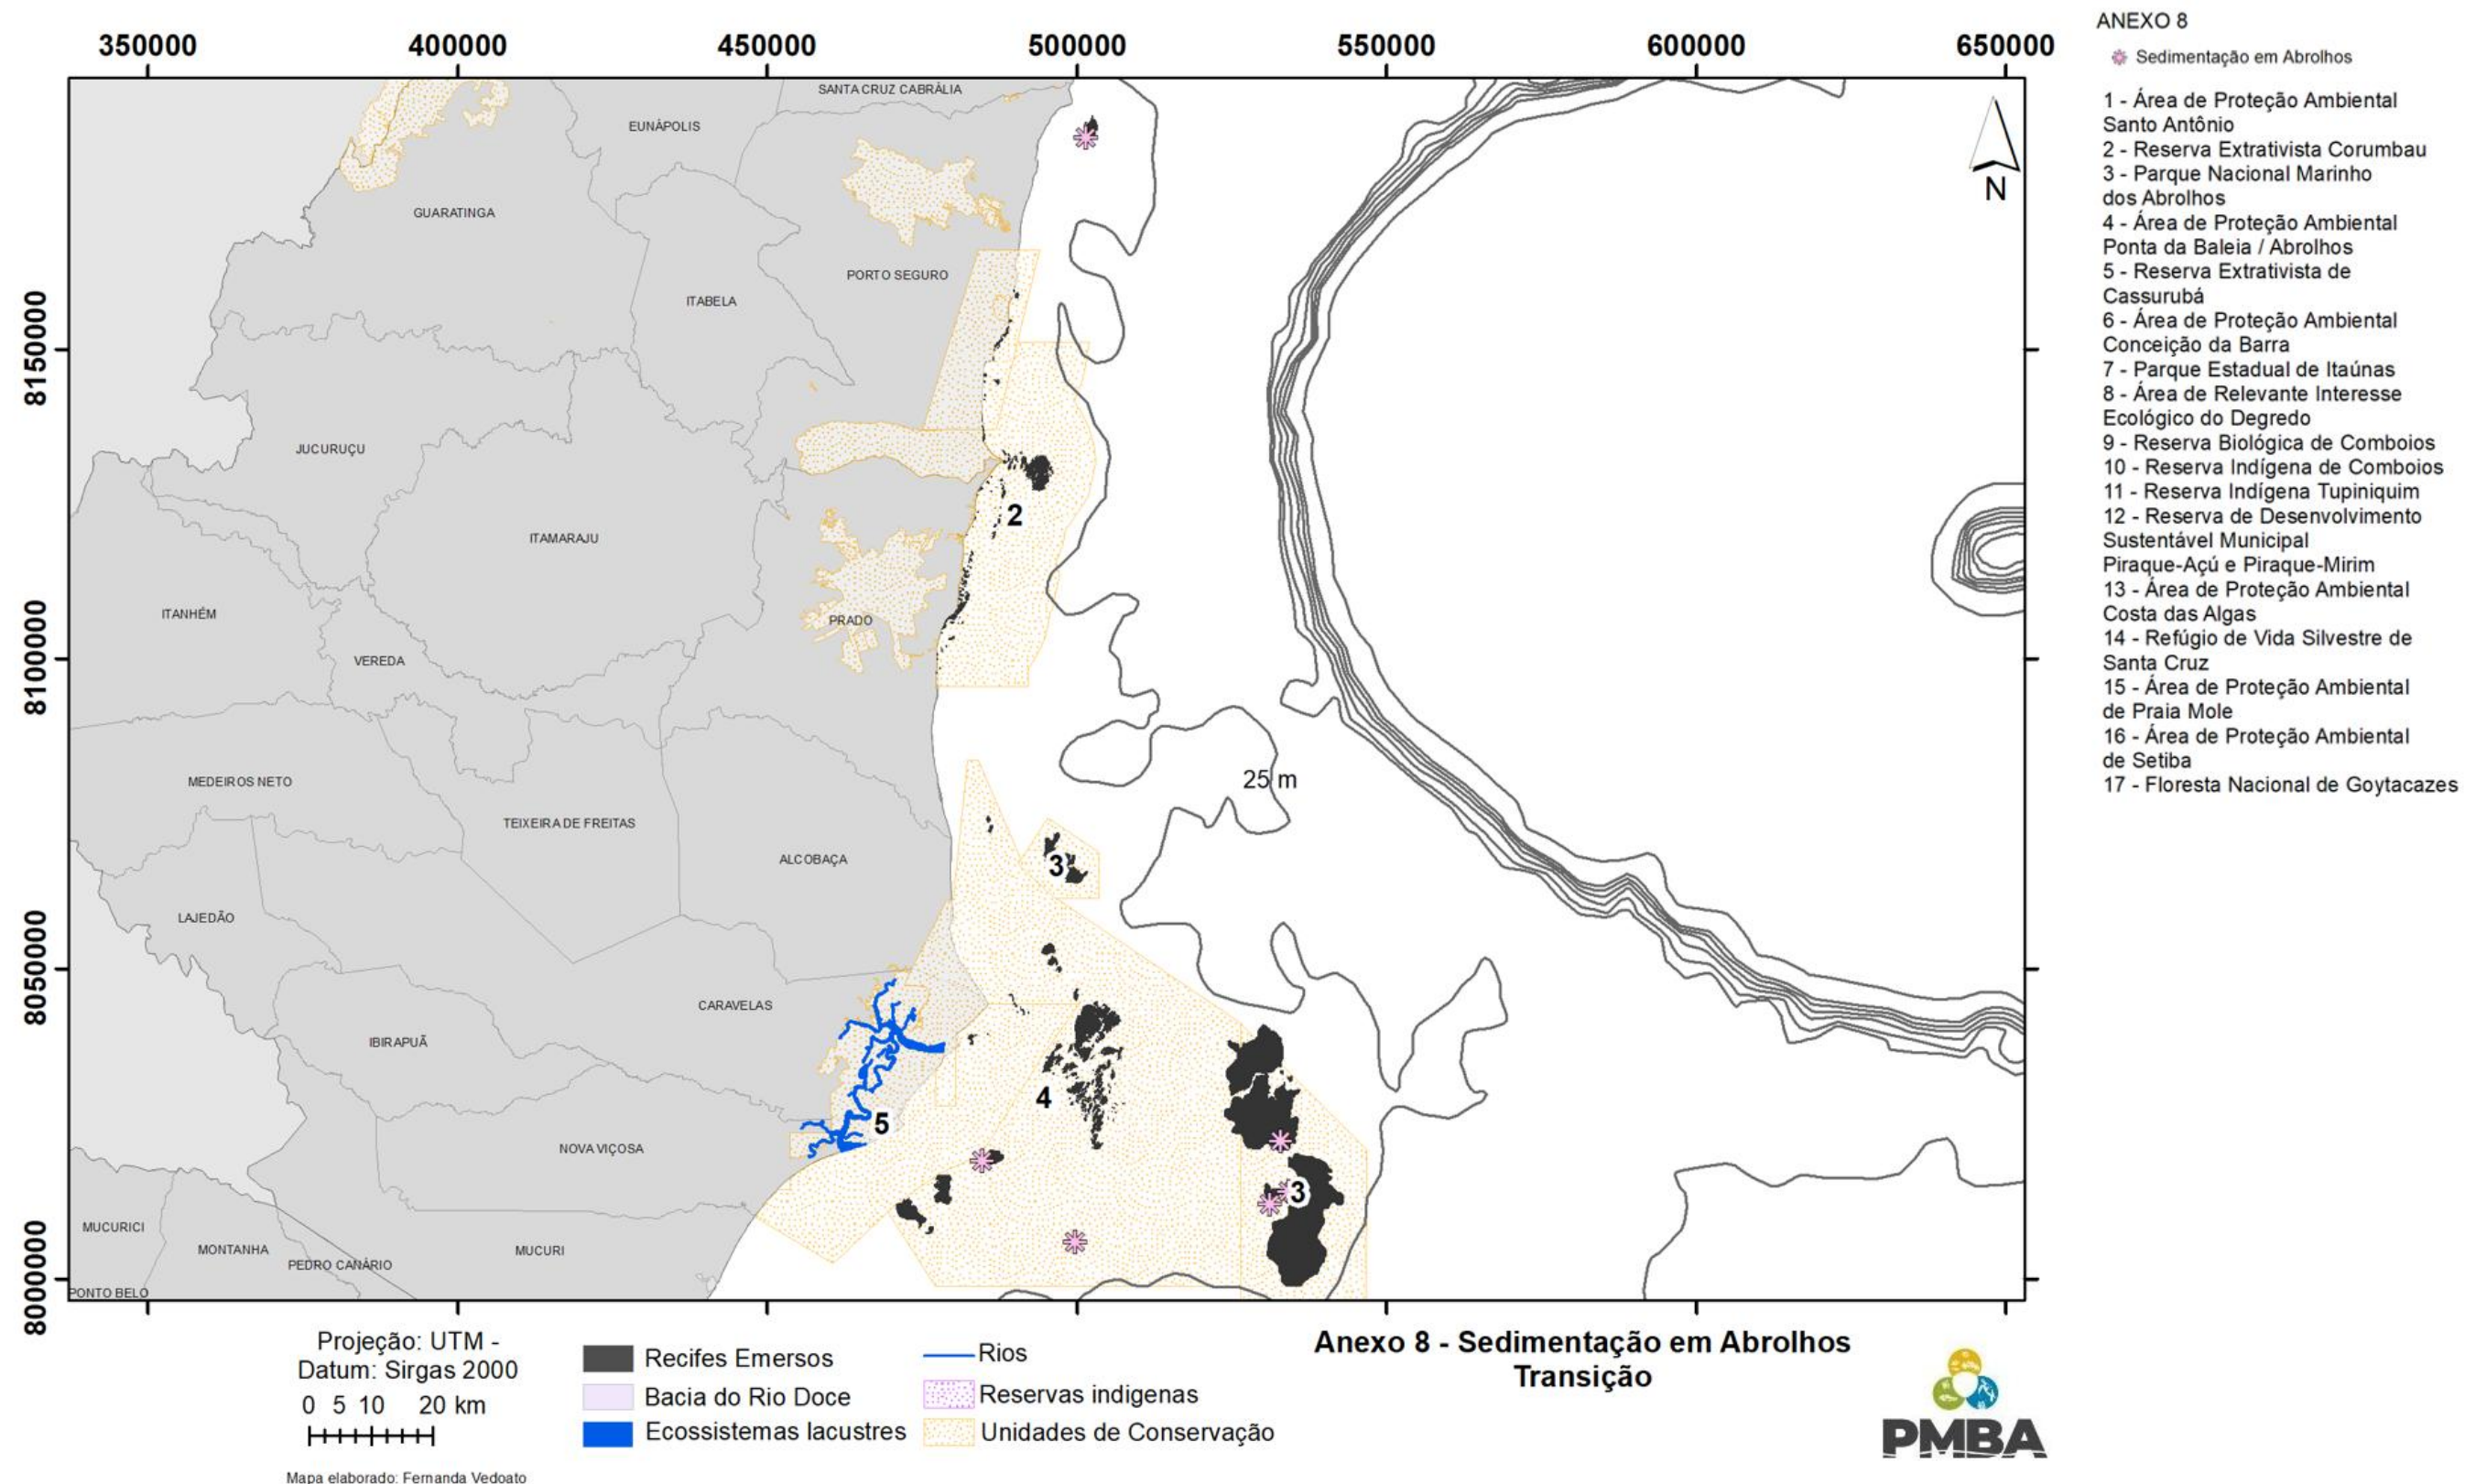 350000
400000
450000
500000
550000
600000
650000
8150000
8100000
8050000
8000000
SANTA CRUZ CABRÁLIA
EUNÁPOLIS
GUARATINGA
PORTO SEGURO
ITABELA
JUCURUÇU
ITAMARAJU
ITANHÉM
PRADO
VEREDA
MEDEIROS NETO
TEIXEIRA DE FREITAS
ALCOBAÇA
LAJEDÃO
CARAVELAS
IBIRAPUÃ
NOVA VIÇOSA
MUCURICI
MONTANHA
PEDRO CANÁRIO
MUCURI
PONTO BELO
2
3
4
5
3
25 m
N
ANEXO 8
Sedimentação em Abrolhos
1 - Área de Proteção Ambiental
Santo Antônio
2 - Reserva Extrativista Corumbau
3 - Parque Nacional Marinho
dos Abrolhos
4 - Área de Proteção Ambiental
Ponta da Baleia / Abrolhos
5 - Reserva Extrativista de
Cassurubá
6 - Área de Proteção Ambiental
Conceição da Barra
7 - Parque Estadual de Itaúnas
8 - Área de Relevante Interesse
Ecológico do Degredo
9 - Reserva Biológica de Comboios
10 - Reserva Indígena de Comboios
11 - Reserva Indígena Tupiniquim
12 - Reserva de Desenvolvimento
Sustentável Municipal
Piraque-Açú e Piraque-Mirim
13 - Área de Proteção Ambiental
Costa das Algas
14 - Refúgio de Vida Silvestre de
Santa Cruz
15 - Área de Proteção Ambiental
de Praia Mole
16 - Área de Proteção Ambiental
de Setiba
17 - Floresta Nacional de Goytacazes
Projeção: UTM -
Datum: Sirgas 2000
0 5 10 20 km
Mapa elaborado: Fernanda Vedoato
Recifes Emersos
Bacia do Rio Doce
Ecossistemas lacustres
Rios
Reservas indigenas
Unidades de Conservação
Anexo 8 - Sedimentação em Abrolhos
Transição
PMBA